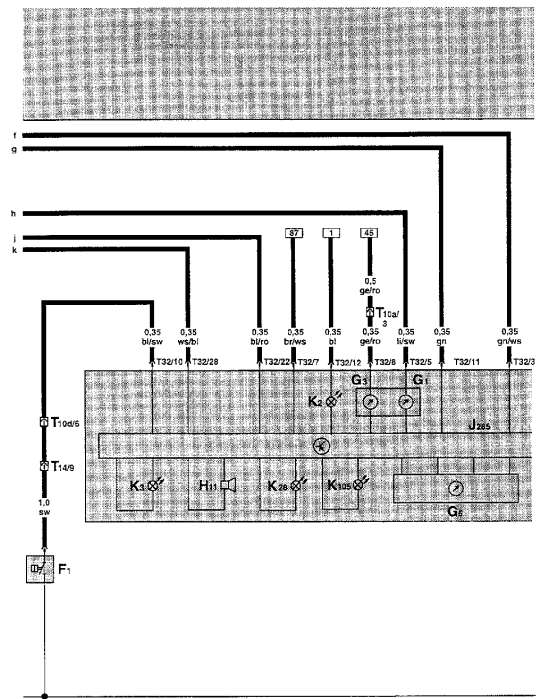 f
g
h
j
k
87
1
45
0,5
ge/ro
T10a/
3
0,35
bl/sw
0,35
ws/bl
0,35
bl/ro
0,35
br/ws
0,35
bl
0,35
ge/ro
0,35
li/sw
0,35
gn
0,35
gn/ws
T32/10
T32/28
T32/22
T32/7
T32/12
T32/8
T32/5
T32/11
T32/3
G3
G1
K2
J285
T10d/6
T14/9
K3
H11
K28
K105
G5
1,0
sw
F1